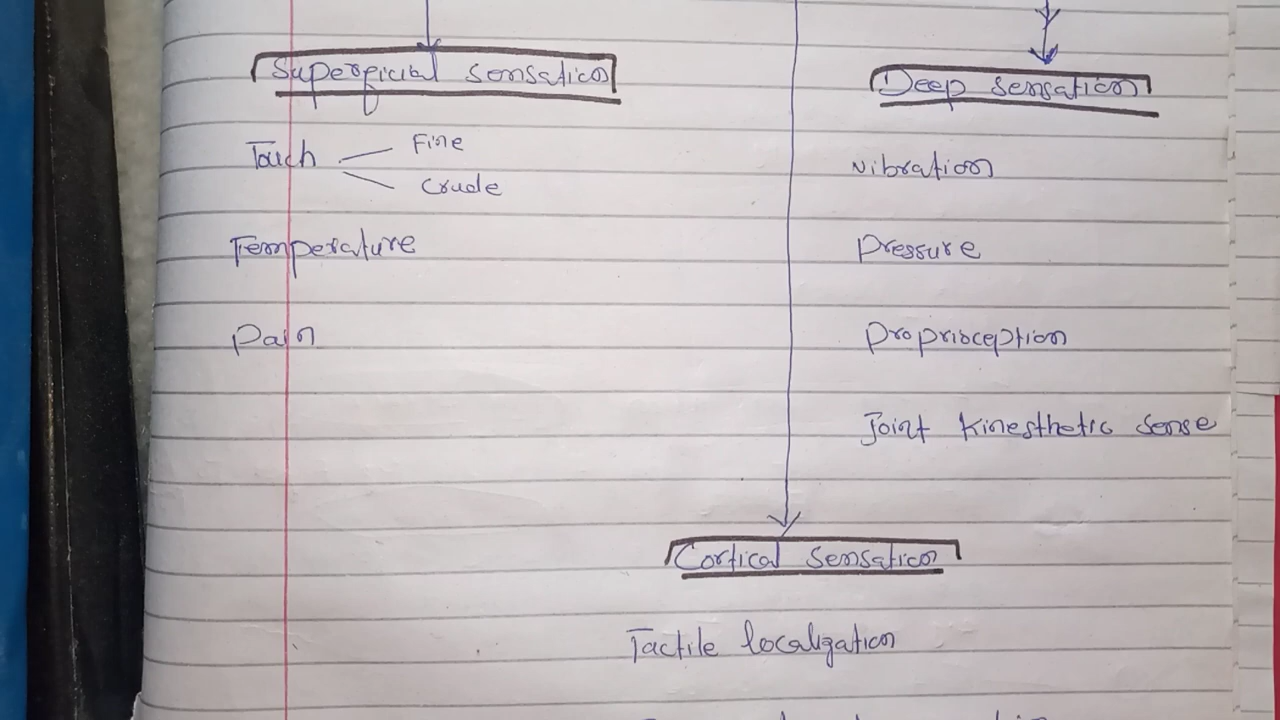 Superficial sensation
Deep sensation
Touch
Fine
Crude
Temperature
Pain
Vibration
Pressure
Proprioception
Joint Kinesthetic sense
Cortical sensation
Tactile localization